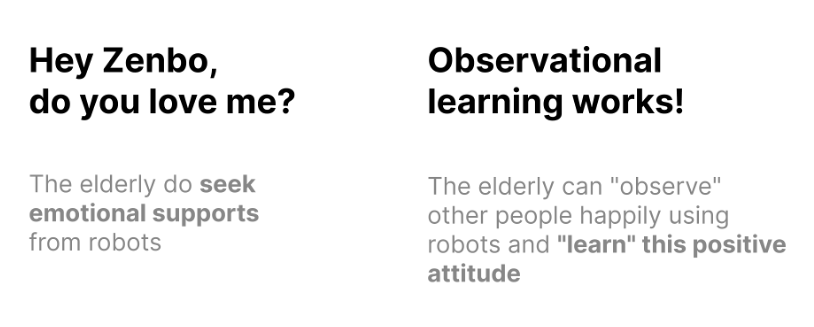 Hey Zenbo,
do you love me?
The elderly do seek
emotional supports
from robots
Observational
learning works!
The elderly can "observe"
other people happily using
robots and "learn" this positive
attitude